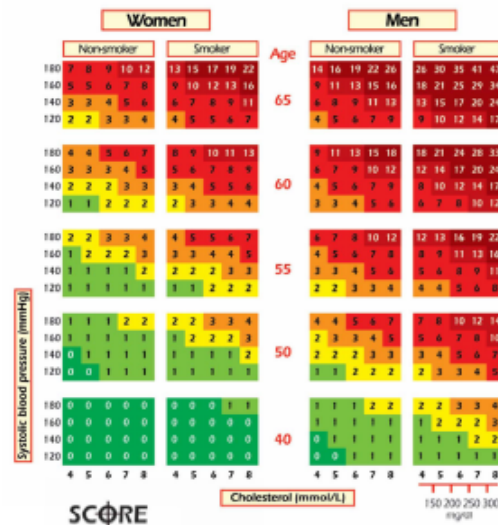 Women Men
Non-smoker Smoker Age Non-smoker Smoker
180 7 8 9 10 12 13 15 17 19 22 14 16 19 22 26 26 30 35 41
160 5 5 6 7 8 9 10 12 13 16 9 11 13 15 16 18 21 25 29
140 3 3 4 5 6 6 7 8 9 11 6 8 9 11 13 13 15 17 20
120 2 2 3 3 4 4 5 5 6 7 4 5 6 7 9 9 10 12 14
65
180 4 4 5 6 7 8 9 10 11 13 9 11 13 15 18 18 21 24 28 33
160 3 3 3 4 5 5 6 7 8 9 6 7 9 10 12 12 14 17 20
140 2 2 2 3 3 3 4 5 5 6 4 5 6 7 9 8 10 12 14
120 1 1 2 2 2 2 3 3 4 4 3 3 4 5 6 6 7 8 10
60
180 2 2 3 3 4 4 5 5 6 7 6 7 8 10 12 12 13 16 19 22
160 1 2 2 2 3 3 3 4 4 5 4 5 6 7 8 8 9 11 13
140 1 1 1 1 2 2 2 2 3 3 3 3 4 5 6 5 6 8 9
120 1 1 1 1 1 1 1 2 2 2 2 2 3 3 4 4 4 5 6 8
55
180 1 1 1 2 2 2 2 3 3 4 4 4 5 6 7 7 8 10 12
160 1 1 1 1 1 1 2 2 2 3 2 3 3 4 5 5 6 7 8
140 0 1 1 1 1 1 1 1 1 2 2 2 2 3 3 3 4 5 6 7
120 0 0 1 1 1 1 1 1 1 1 1 1 2 2 2 2 3 3 4 5
50
180 0 0 0 0 0 0 0 0 1 1 1 1 1 2 2 2 2 3 3 4
160 0 0 0 0 0 0 0 0 0 0 1 1 1 1 1 1 2 2 2 3
140 0 0 0 0 0 0 0 0 0 0 0 1 1 1 1 1 1 1 2 2
120 0 0 0 0 0 0 0 0 0 0 0 0 1 1 1 1 1 1 1 1
40
4 5 6 7 8 4 5 6 7 8 4 5 6 7 8 4 5 6 7 8
Systolic blood pressure (mmHg)
Cholesterol (mmol/L)
150 200 250 300
mg/dl
SCORE